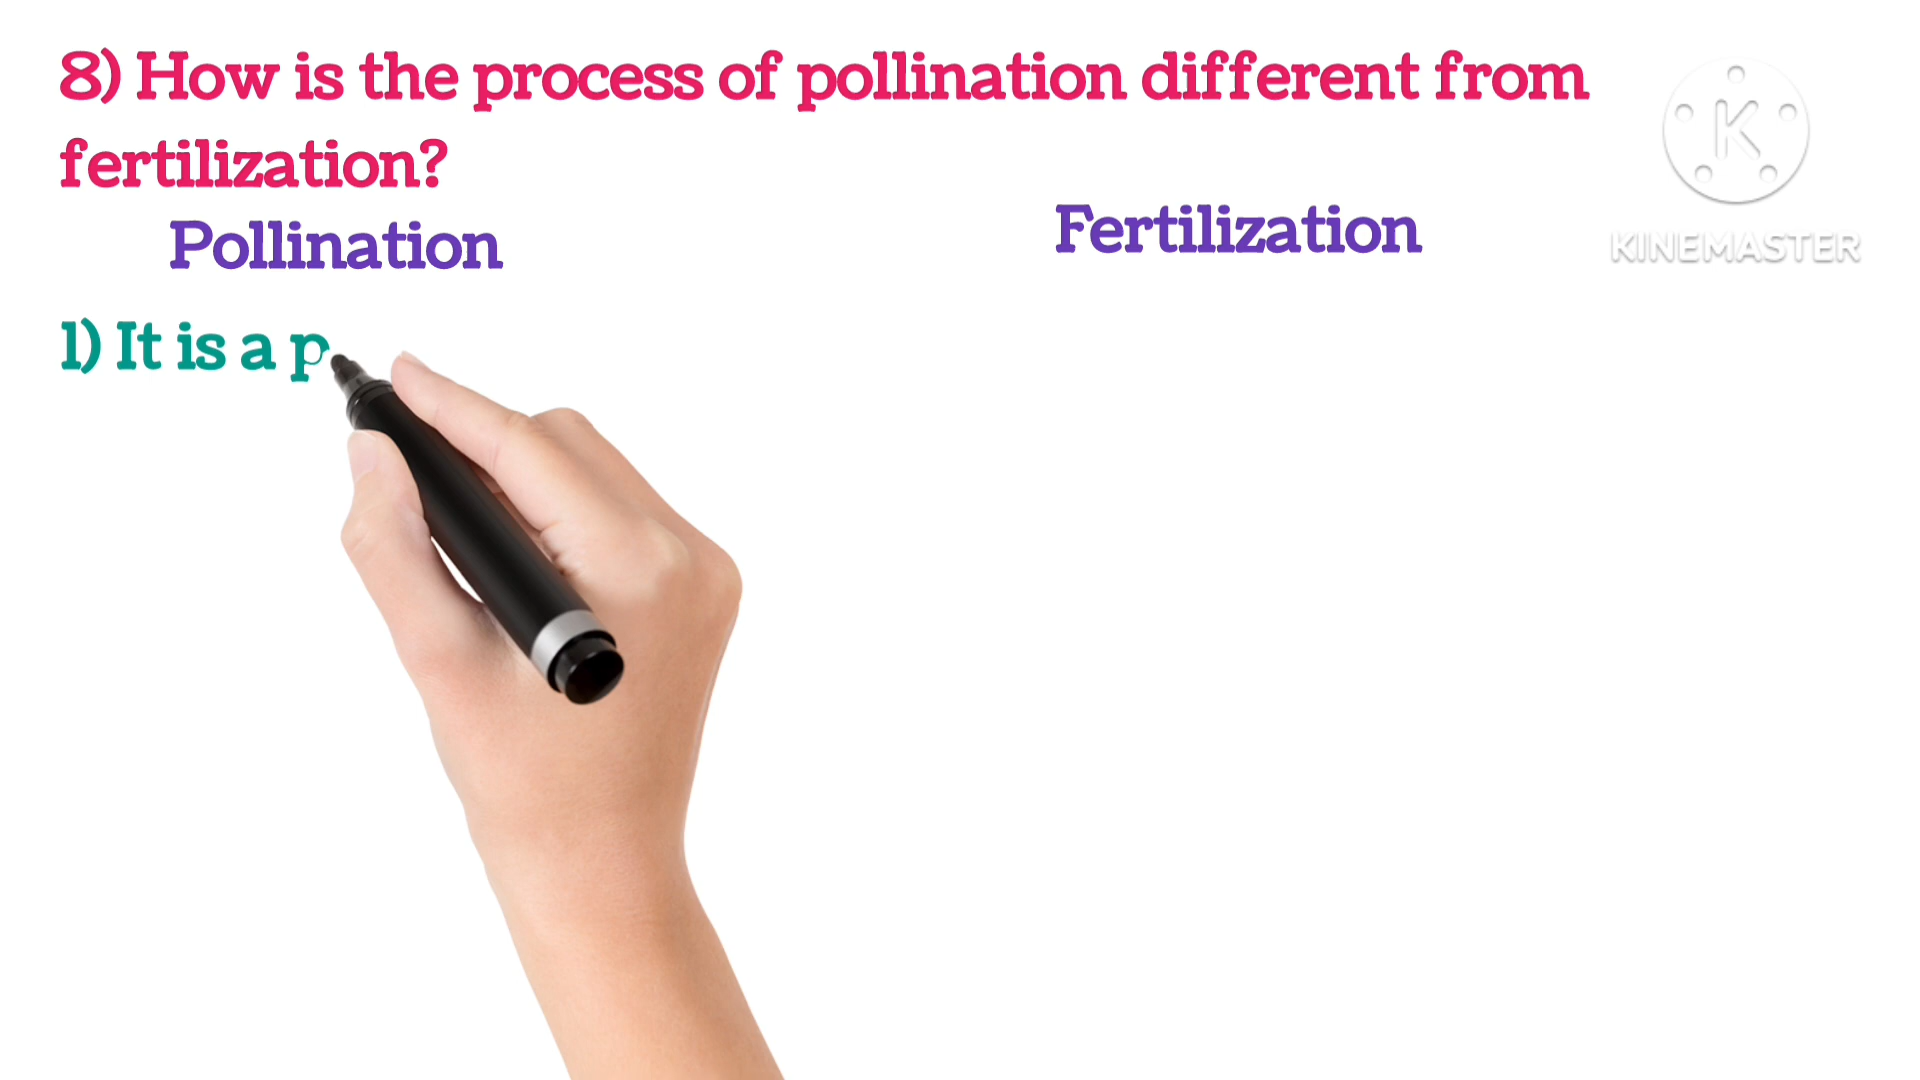 8) How is the process of pollination different from
fertilization?
Pollination
Fertilization
1) It is a p
K
KINEMASTER